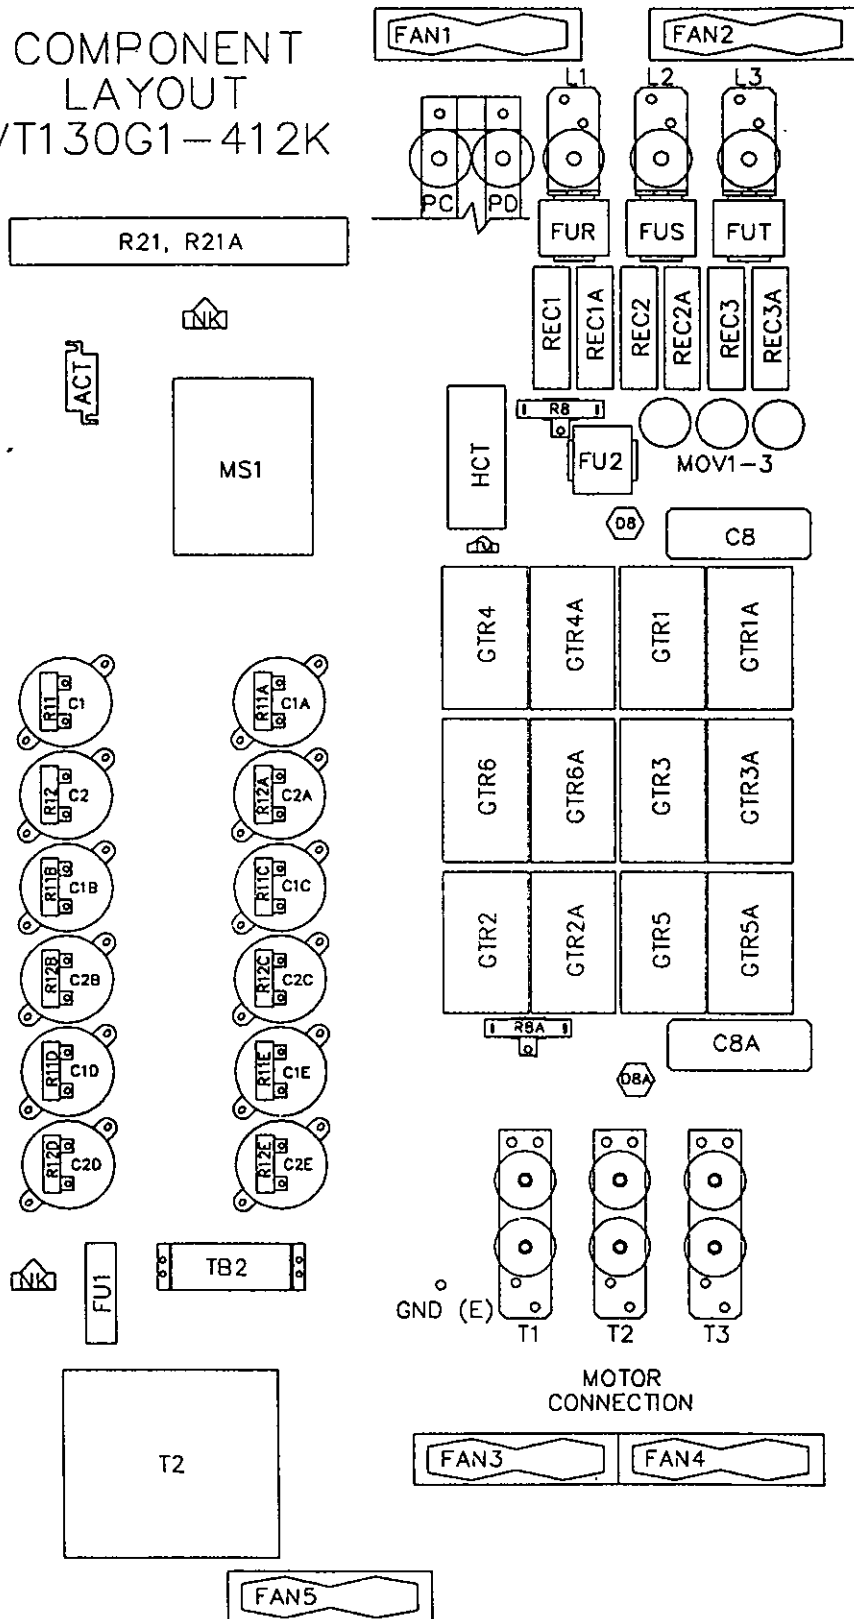 COMPONENT
LAYOUT
VT130G1-412K
FAN1
FAN2
L1
L2
L3
PC
PD
FUR
FUS
FUT
R21, R21A
REC1
REC1A
REC2
REC2A
REC3
REC3A
NK
ACT
MS1
HCT
R8
FU2
MOV1-3
D8
C8
GTR4
GTR4A
GTR1
GTR1A
R11
C1
R11A
C1A
GTR6
GTR6A
GTR3
GTR3A
R12
C2
R12A
C2A
R11B
C1B
R11C
C1C
GTR2
GTR2A
GTR5
GTR5A
R12B
C2B
R12C
C2C
R8A
C8A
R11D
C1D
R11E
C1E
D8A
R12D
C2D
R12E
C2E
NK
FU1
TB2
GND (E)
T1
T2
T3
MOTOR
CONNECTION
T2
FAN3
FAN4
FAN5